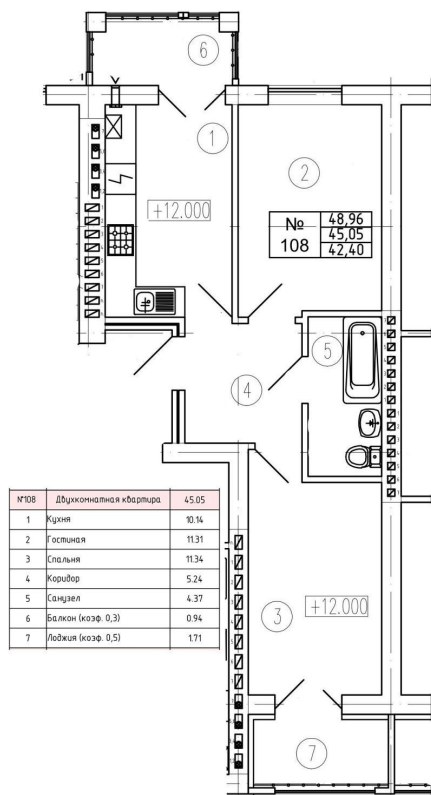 6
1
2
+12.000
№ 108
48,96
45,05
42,40
5
4
№108 Двухкомнатная квартира 45.05
1 Кухня 10.14
2 Гостиная 11.31
3 Спальня 11.34
4 Коридор 5.24
5 Санузел 4.37
6 Балкон (коэф. 0,3) 0.94
7 Лоджия (коэф. 0,5) 1.71
3
+12.000
7